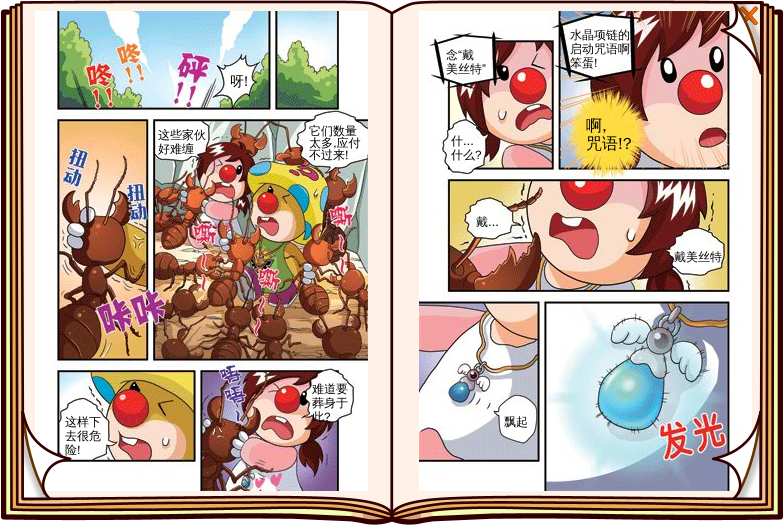 咚!!
咚!!
砰!!
呀!
扭动
扭动
咔咔
这些家伙
好难缠
它们数量
太多,应付
不过来!
这样下
去很危
险!
难道要
葬身于
此?
念“戴
美丝特”
水晶项链的
启动咒语啊
笨蛋!
什...
什么?
啊,
咒语!?
戴...
戴美丝特
飘起
发光